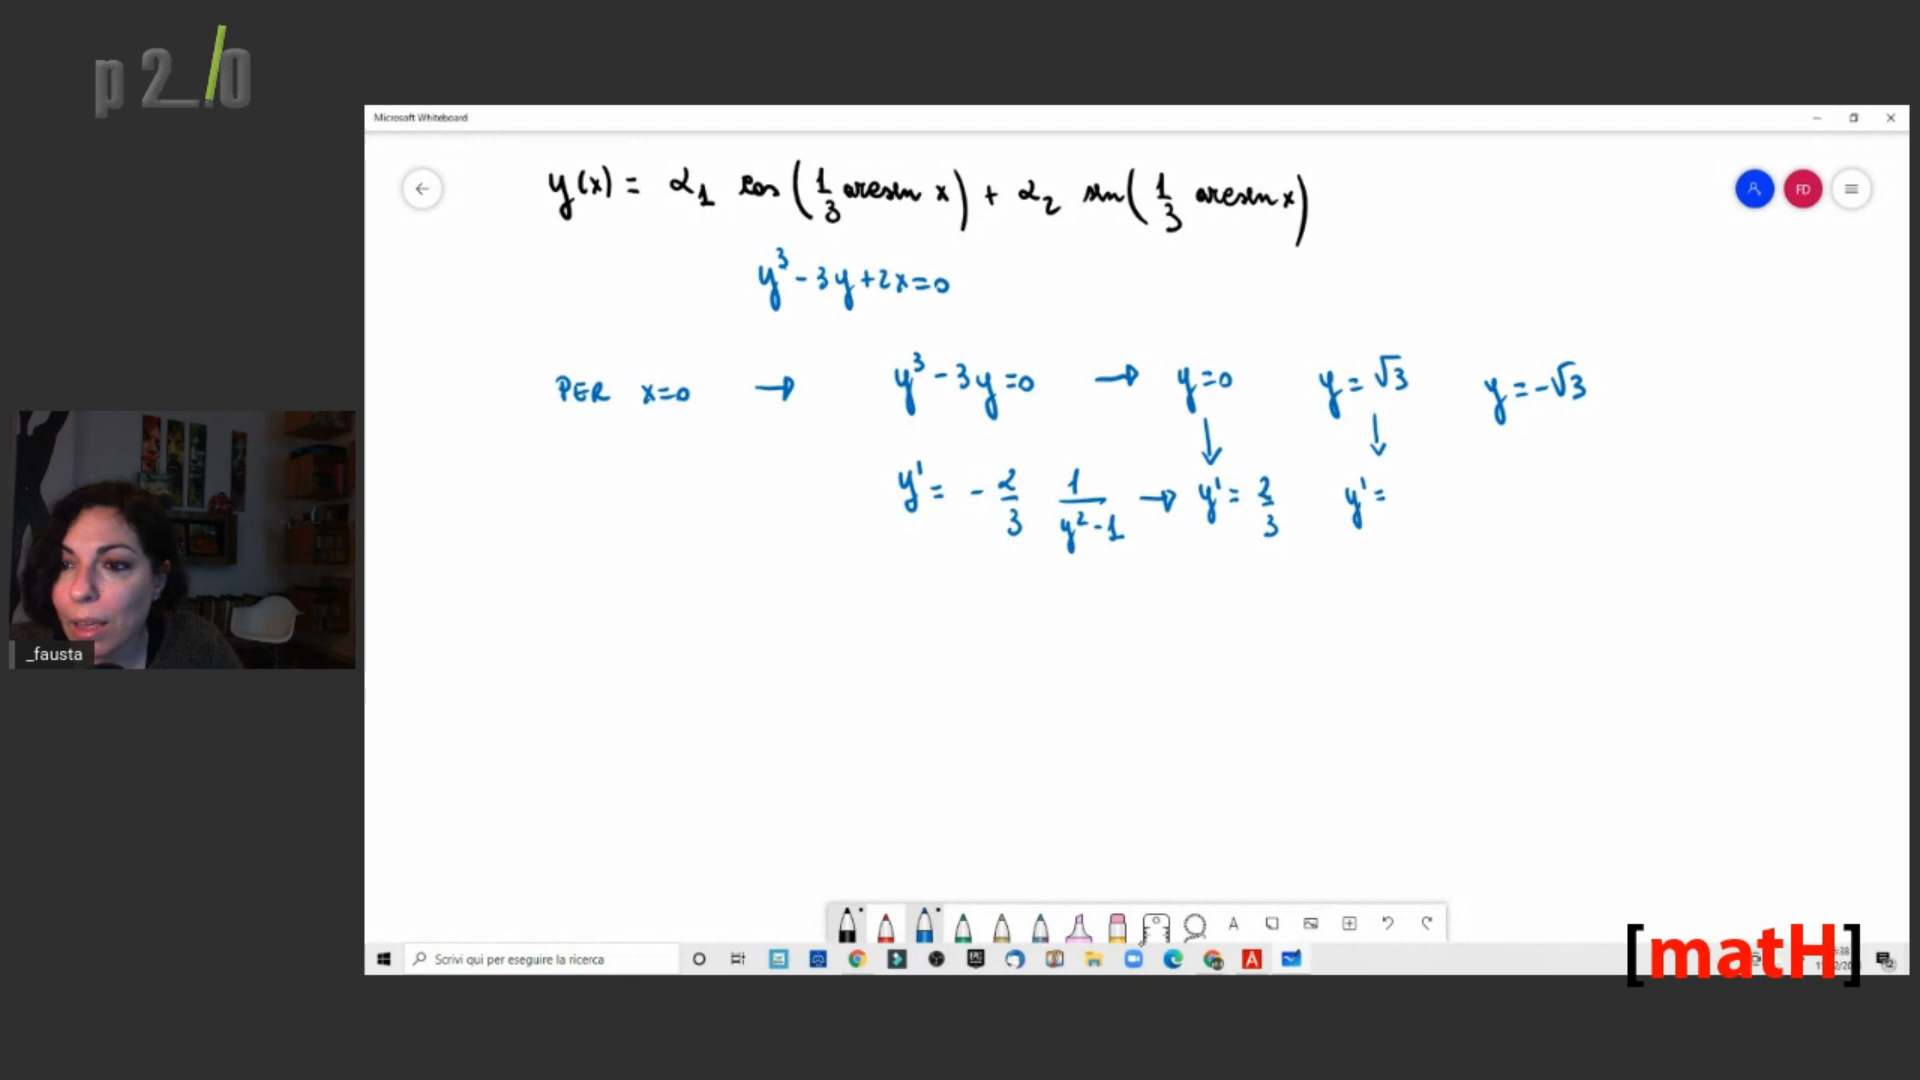 p 2_/0
Microsoft Whiteboard
FD
y(x) = α₁ cos(1/3 arcsin x) + α₂ sin(1/3 arcsin x)
y³ - 3y + 2x = 0
PER x=0 → y³ - 3y = 0 → y=0 y=√3 y=-√3
y' = - 2/3 1/(y²-1) → y' = 2/3 y' =
_fausta
A
Scrivi qui per eseguire la ricerca
[matH]